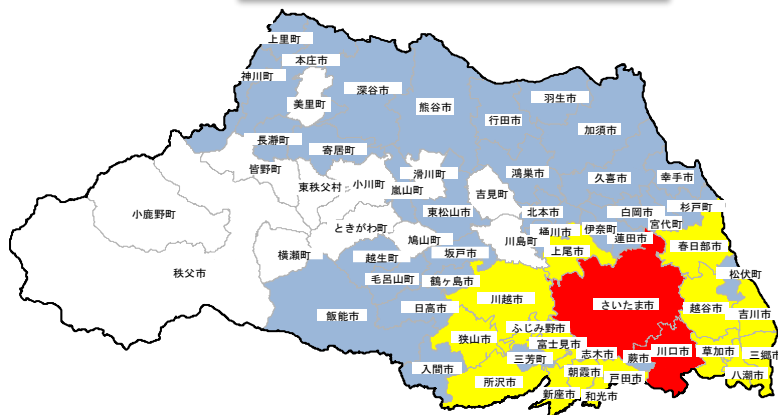 上里町
本庄市
神川町
美里町
深谷市
熊谷市
羽生市
行田市
加須市
長瀞町
寄居町
皆野町
東秩父村
小川町
滑川町
嵐山町
吉見町
鴻巣市
久喜市
幸手市
小鹿野町
東松山市
北本市
白岡市
杉戸町
ときがわ町
川島町
桶川市
伊奈町
宮代町
蓮田市
横瀬町
鳩山町
越生町
坂戸市
上尾市
春日部市
秩父市
毛呂山町
鶴ヶ島市
松伏町
飯能市
日高市
川越市
さいたま市
越谷市
吉川市
狭山市
ふじみ野市
富士見市
三芳町
志木市
蕨市
川口市
草加市
三郷市
入間市
所沢市
朝霞市
戸田市
八潮市
新座市
和光市